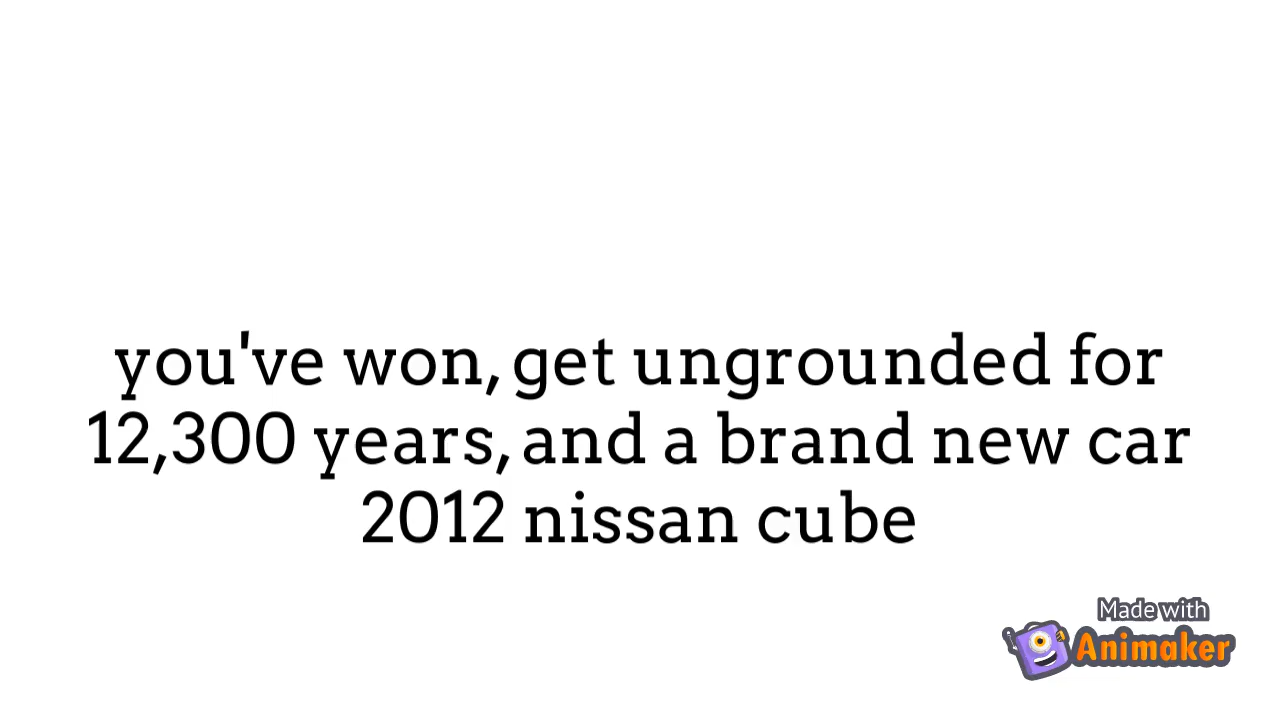 you've won, get ungrounded for
12,300 years, and a brand new car
2012 nissan cube
Made with
Animaker